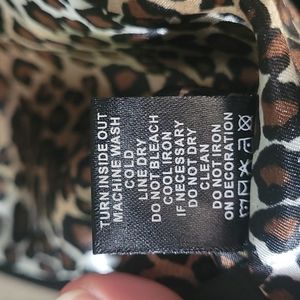 TURN INSIDE OUT
MACHINE WASH
COLD
LINE DRY
DO NOT BLEACH
COOL IRON
IF NECESSARY
DO NOT DRY
CLEAN
DO NOT IRON
ON DECORATION